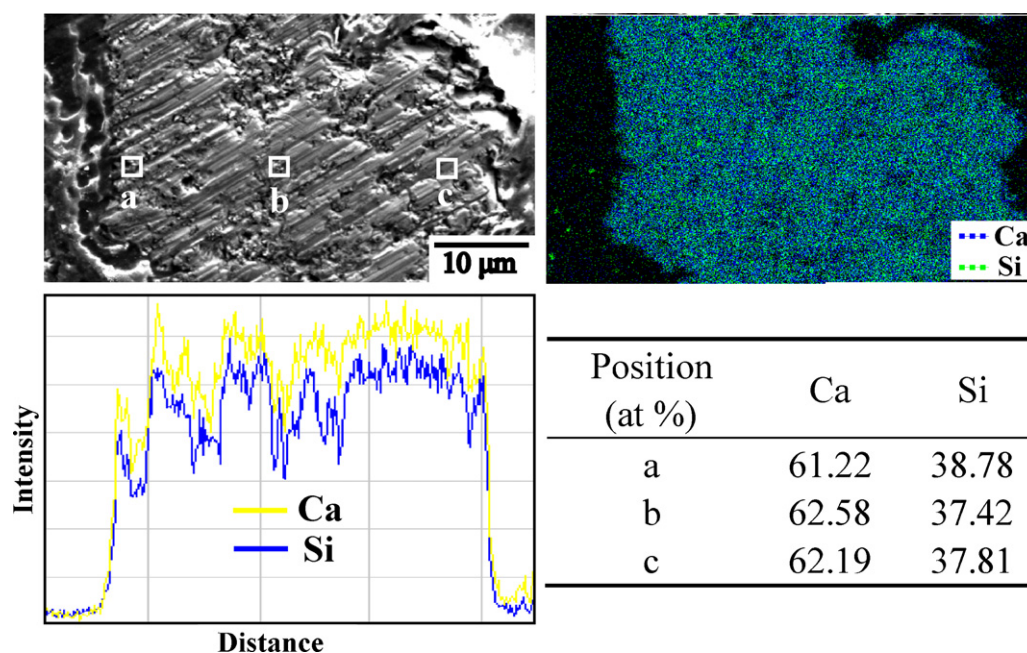 a
b
c
10 µm
Ca
Si
Intensity
Ca
Si
Distance
Position
(at %)
Ca
Si
a 61.22 38.78
b 62.58 37.42
c 62.19 37.81